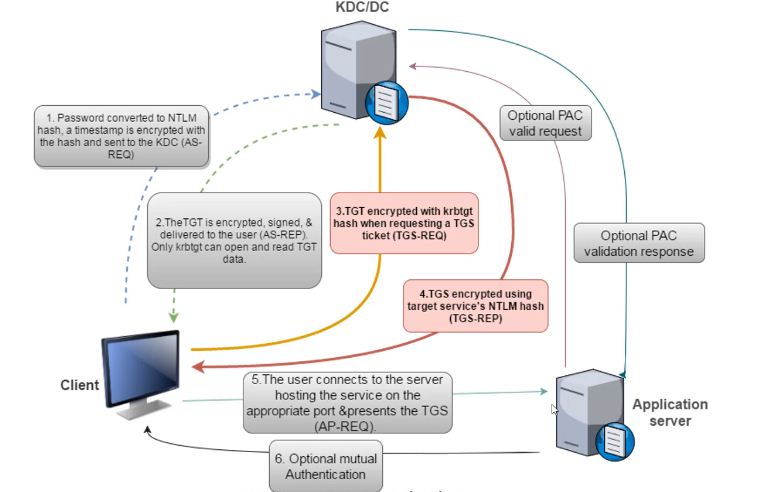 KDC/DC
1. Password converted to NTLM
hash, a timestamp is encrypted with
the hash and sent to the KDC (AS-
REQ)
Optional PAC
valid request
2.TheTGT is encrypted, signed, &
delivered to the user (AS-REP).
Only krbtgt can open and read TGT
data.
3.TGT encrypted with krbtgt
hash when requesting a TGS
ticket (TGS-REQ)
Optional PAC
validation response
4.TGS encrypted using
target service's NTLM hash
(TGS-REP)
Client
5.The user connects to the server
hosting the service on the
appropriate port &presents the TGS
(AP-REQ).
Application
server
6. Optional mutual
Authentication